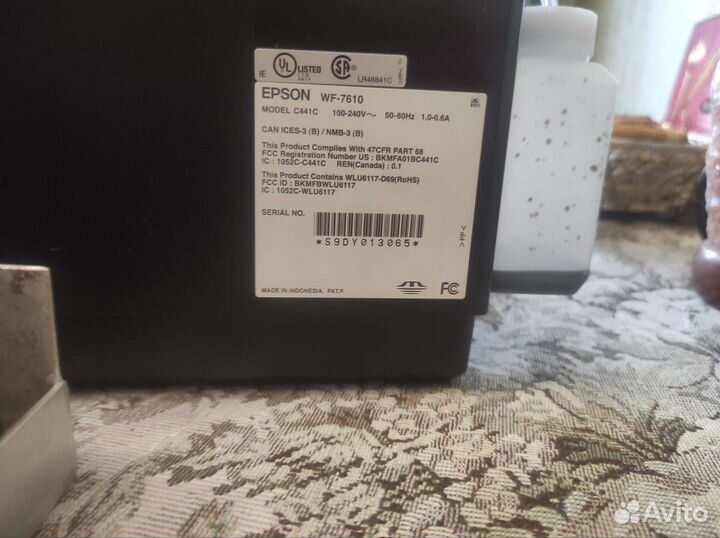 IE UL LISTED SA ® LR48841C
EPSON WF-7610
MODEL C441C 100-240V~ 50-60Hz 1.0-0.6A
CAN ICES-3 (B) / NMB-3 (B)
This Product Complies With 47CFR PART 68
FCC Registration Number US : BKMFA01BC441C
IC : 1052C-C441C REN(Canada) : 0.1
This Product Contains WLU6117-D69(RoHS)
FCC ID : BKMFBWLU6117
IC : 1052C-WLU6117
SERIAL NO.
*S9DY013065*
>PP<
MADE IN INDONESIA, PAT.P. FC
Avito